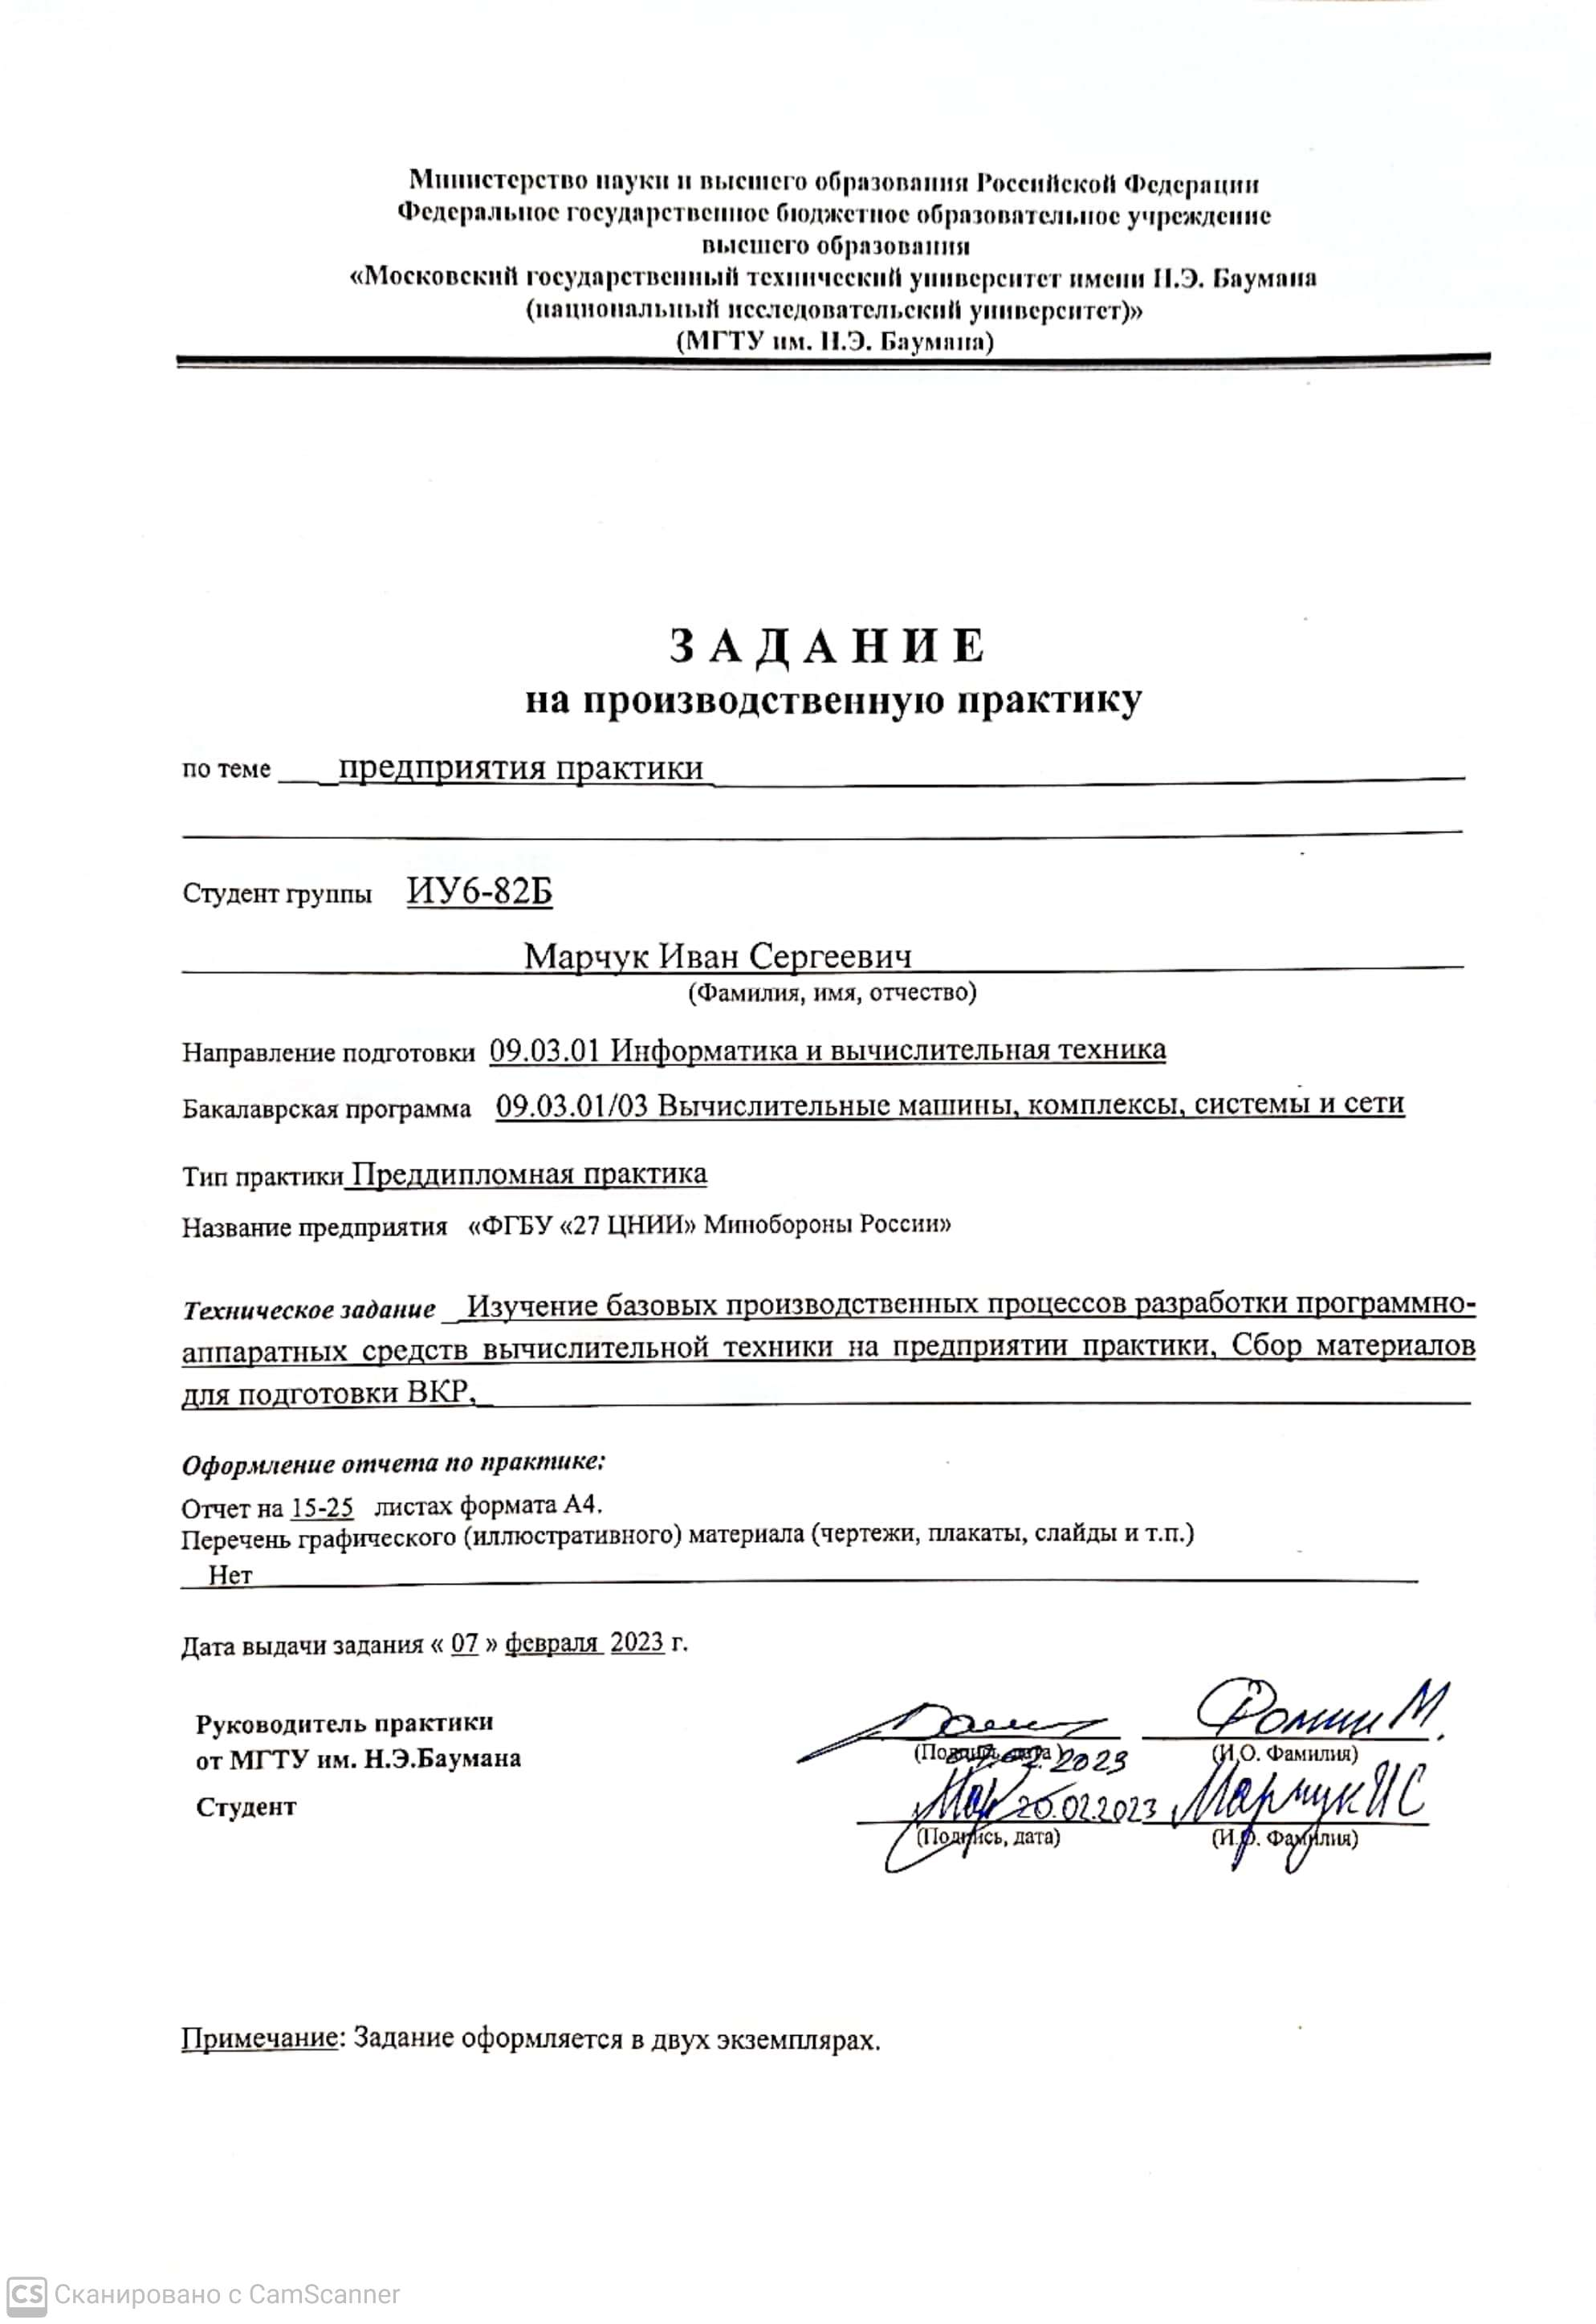 Министерство науки и высшего образования Российской Федерации
Федеральное государственное бюджетное образовательное учреждение
высшего образования
«Московский государственный технический университет имени Н.Э. Баумана
(национальный исследовательский университет)»
(МГТУ им. Н.Э. Баумана)
ЗАДАНИЕ
на производственную практику
по теме предприятия практики
Студент группы ИУ6-82Б
Марчук Иван Сергеевич
(Фамилия, имя, отчество)
Направление подготовки 09.03.01 Информатика и вычислительная техника
Бакалаврская программа 09.03.01/03 Вычислительные машины, комплексы, системы и сети
Тип практики Преддипломная практика
Название предприятия «ФГБУ «27 ЦНИИ» Минобороны России»
Техническое задание Изучение базовых производственных процессов разработки программно-
аппаратных средств вычислительной техники на предприятии практики, Сбор материалов
для подготовки ВКР,
Оформление отчета по практике:
Отчет на 15-25 листах формата А4.
Перечень графического (иллюстративного) материала (чертежи, плакаты, слайды и т.п.)
Нет
Дата выдачи задания « 07 » февраля 2023 г.
Руководитель практики
от МГТУ им. Н.Э.Баумана Фомин М.
(Подпись, дата) 2023 (И.О. Фамилия)
Студент 20.02.2023 Марчук И С
(Подпись, дата) (И.О. Фамилия)
Примечание: Задание оформляется в двух экземплярах.
CS Сканировано с CamScanner